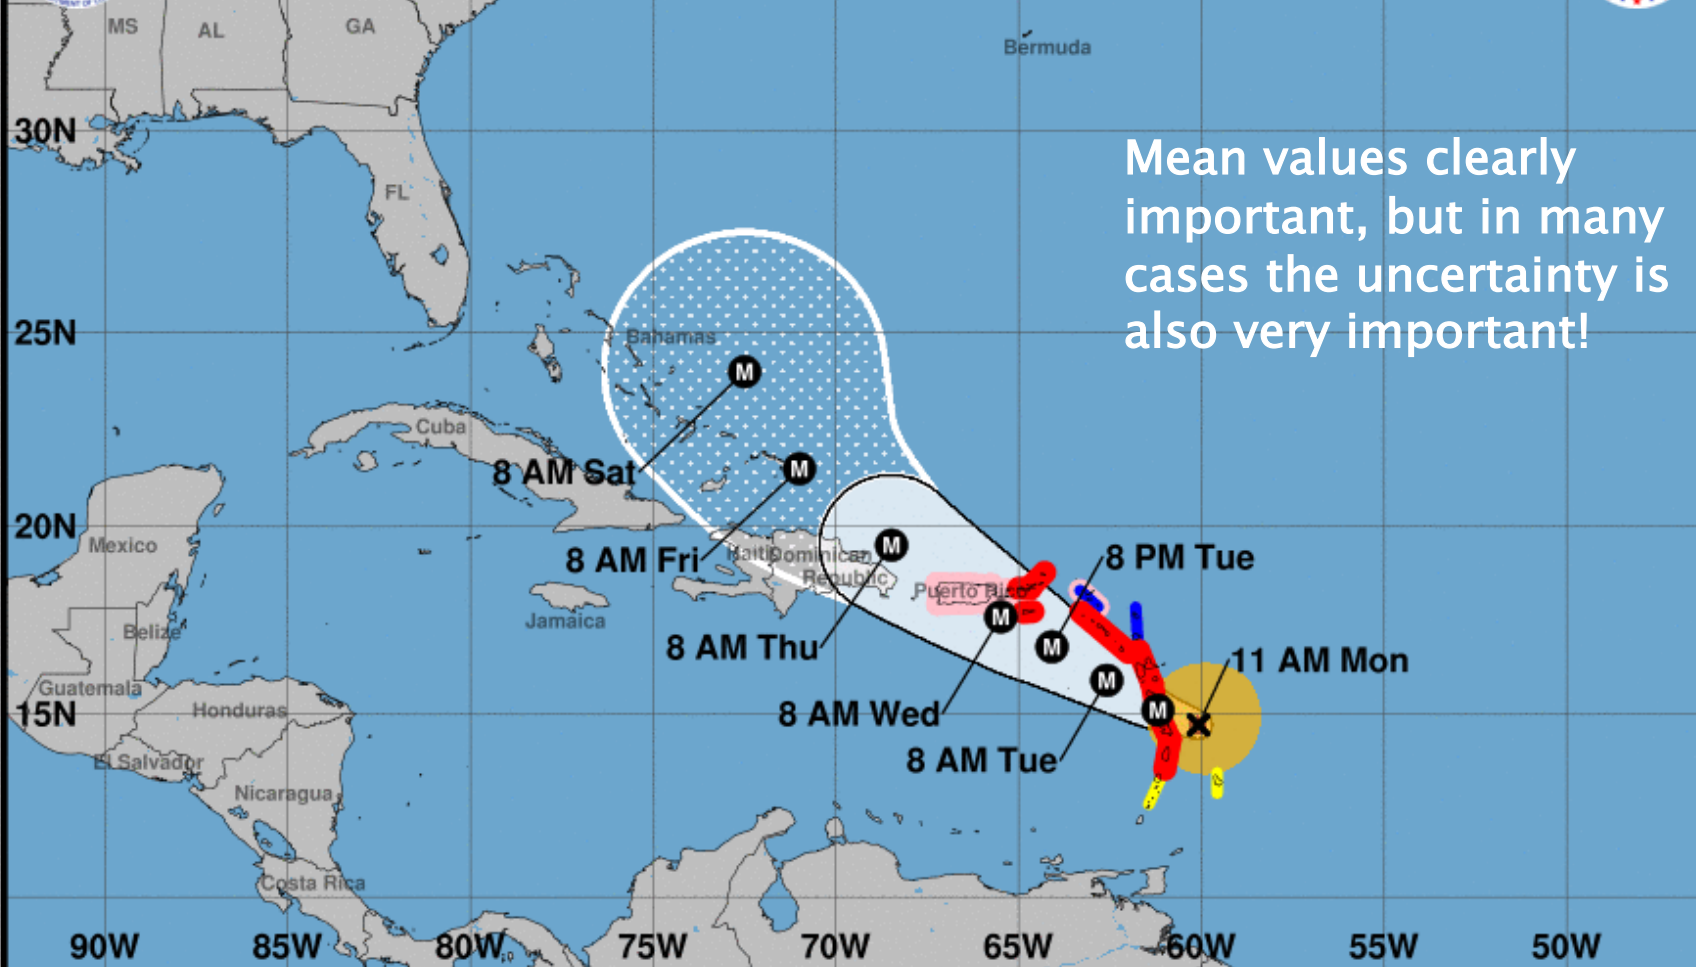 MS
AL
GA
Bermuda
30N
Mean values clearly
important, but in many
cases the uncertainty is
also very important!
FL
25N
Bahamas
M
Cuba
8 AM Sat
M
20N
Mexico
8 AM Fri
Haiti
Dominican
Republic
M
8 PM Tue
Puerto Rico
Jamaica
M
Belize
8 AM Thu
M
11 AM Mon
M
Guatemala
15N
Honduras
8 AM Wed
M
El Salvador
8 AM Tue
Nicaragua
Costa Rica
90W 85W 80W 75W 70W 65W 60W 55W 50W